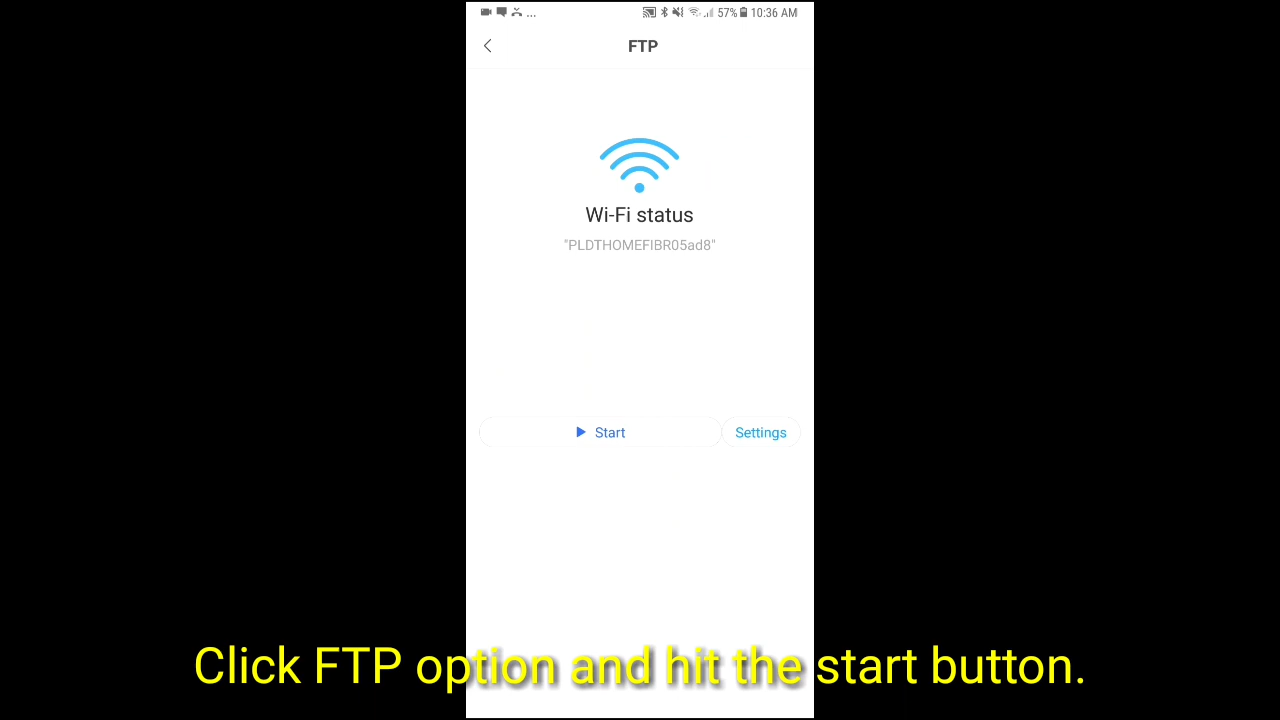 ... 57% 10:36 AM
FTP
Wi-Fi status
"PLDTHOMEFIBR05ad8"
Start
Settings
Click FTP option and hit the start button.